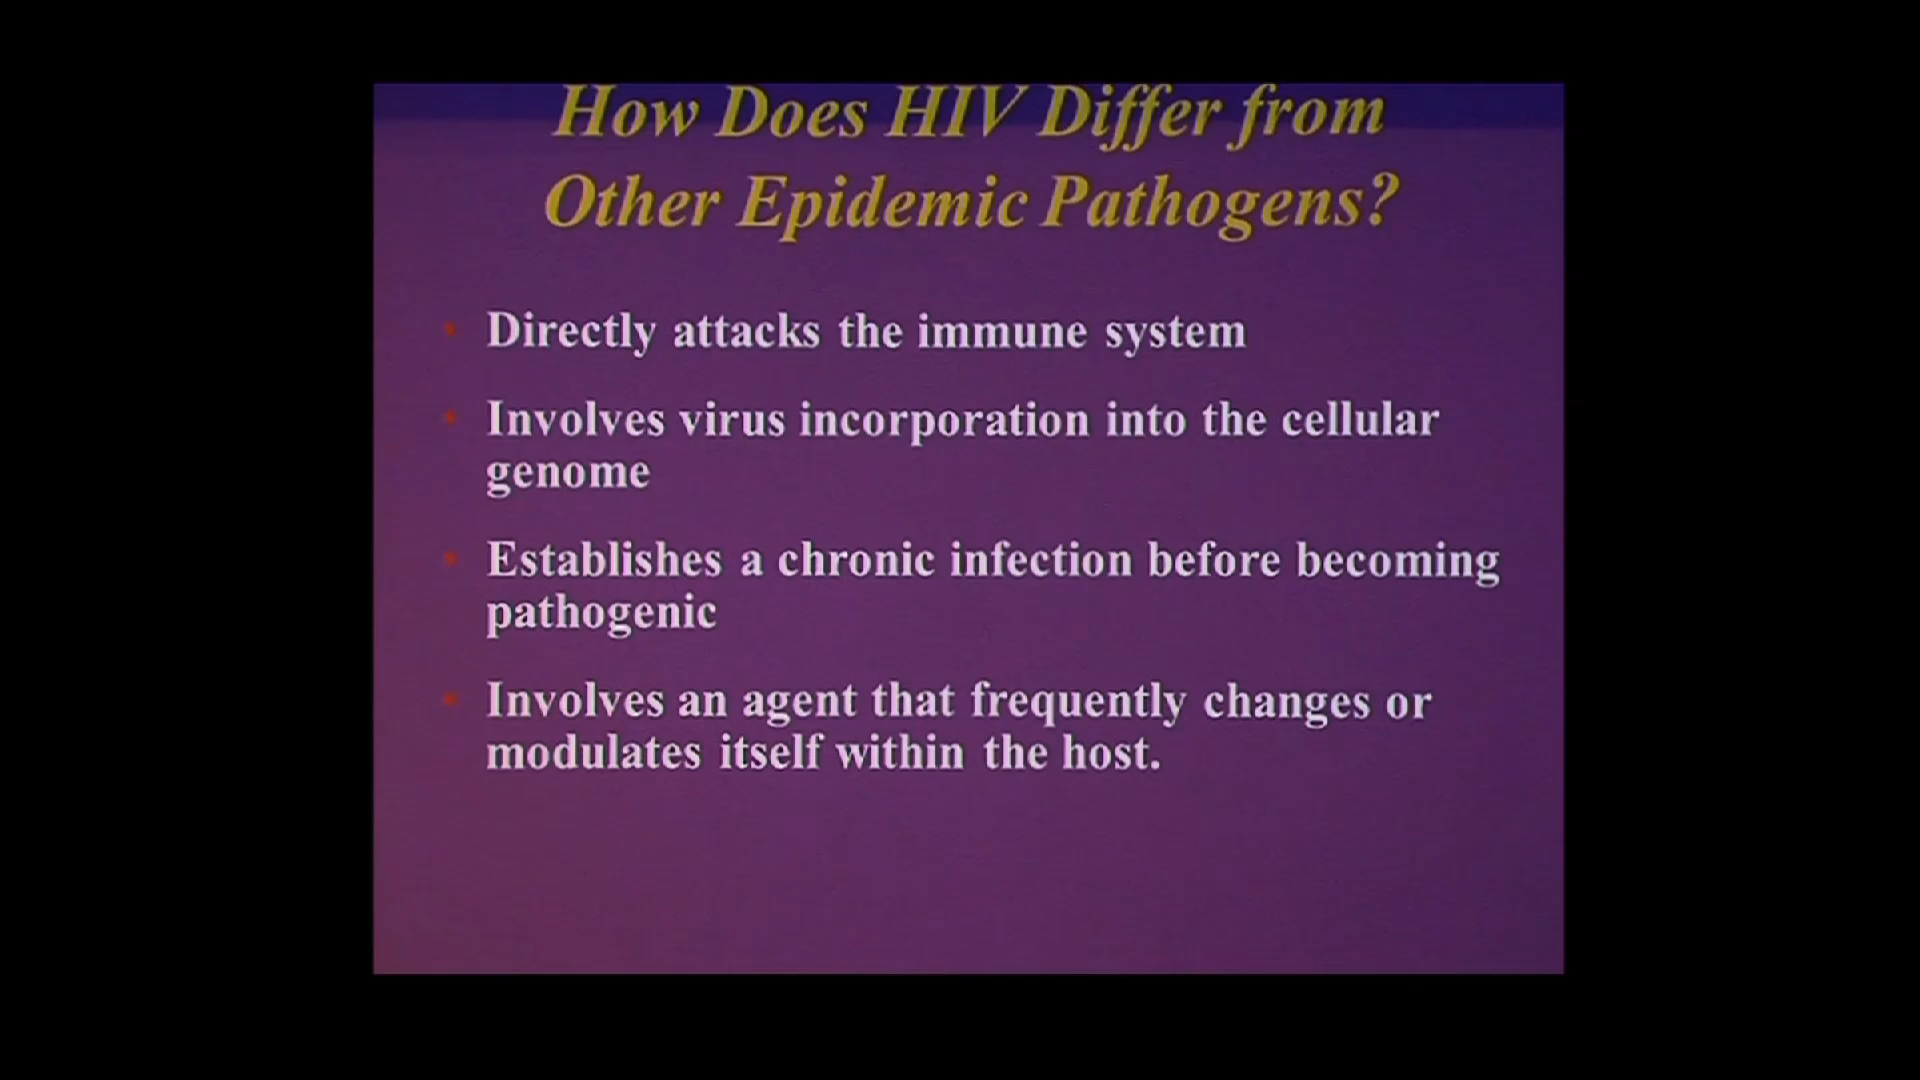 How Does HIV Differ from
Other Epidemic Pathogens?
• Directly attacks the immune system
• Involves virus incorporation into the cellular
genome
• Establishes a chronic infection before becoming
pathogenic
• Involves an agent that frequently changes or
modulates itself within the host.